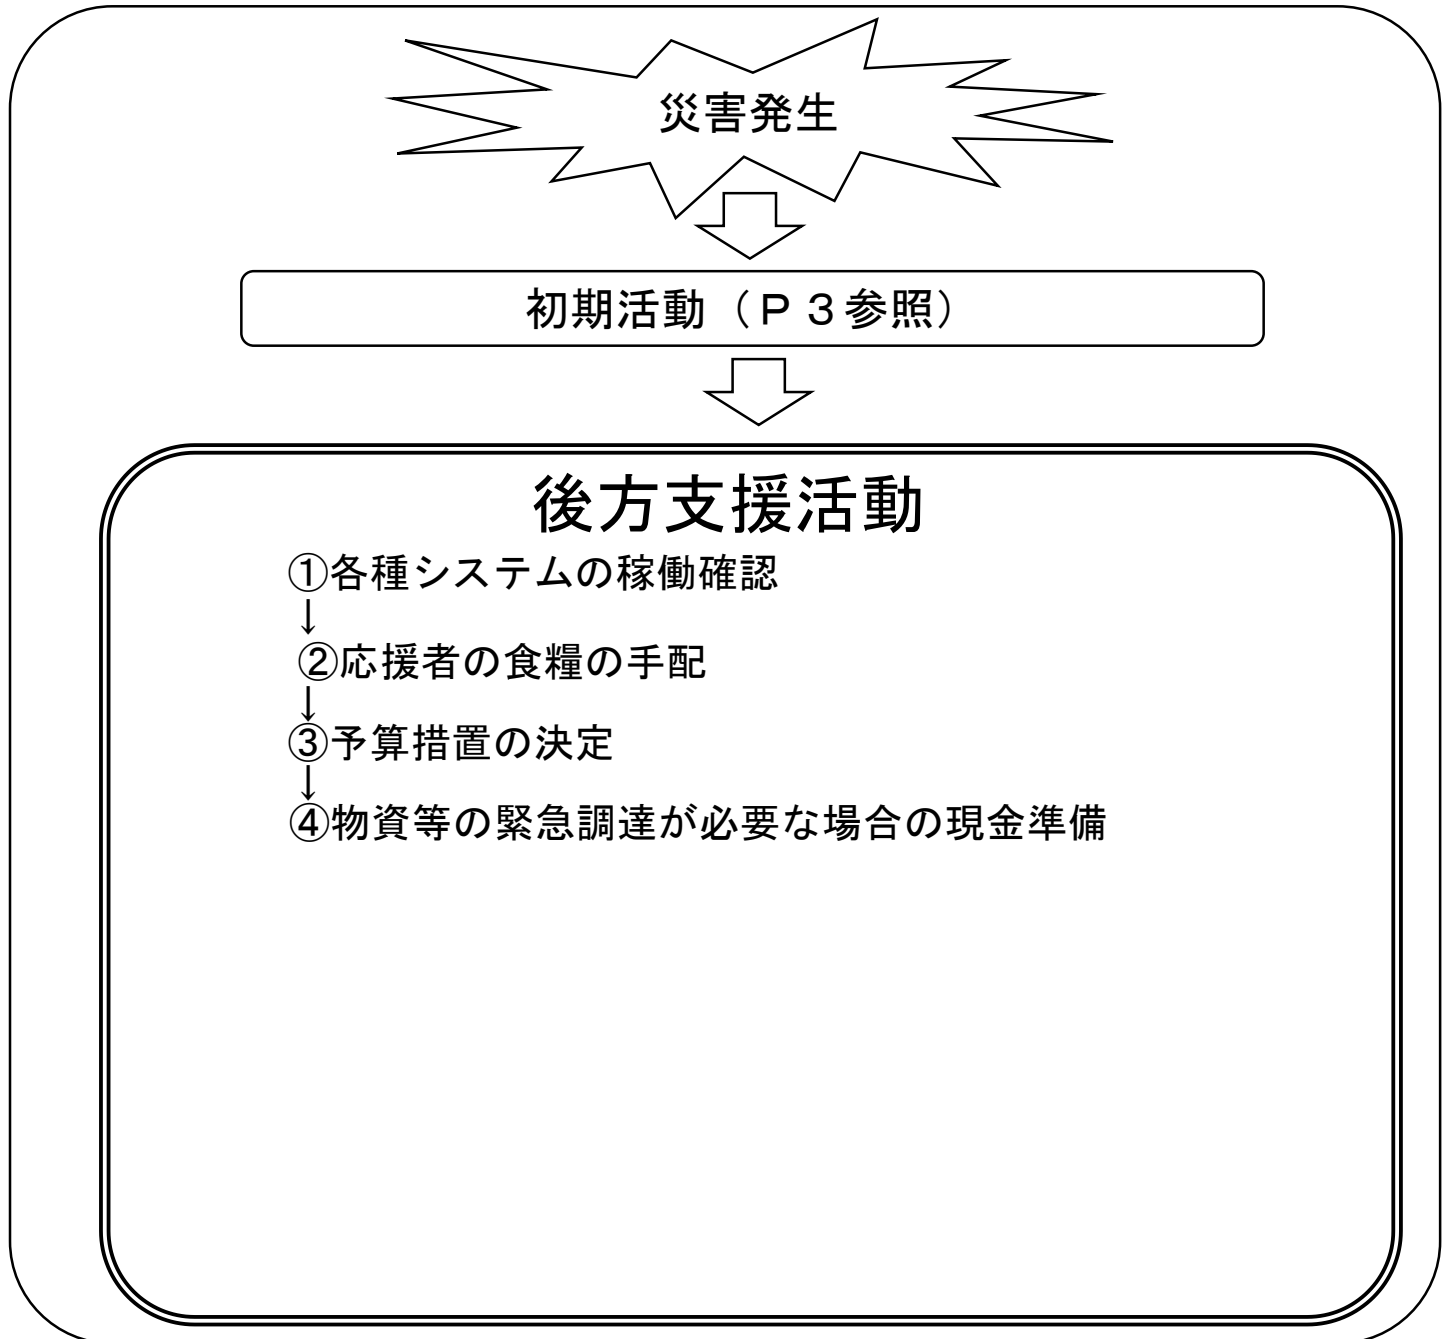 災害発生
初期活動（Ｐ３参照）
後方支援活動
①各種システムの稼働確認
↓
②応援者の食糧の手配
↓
③予算措置の決定
↓
④物資等の緊急調達が必要な場合の現金準備